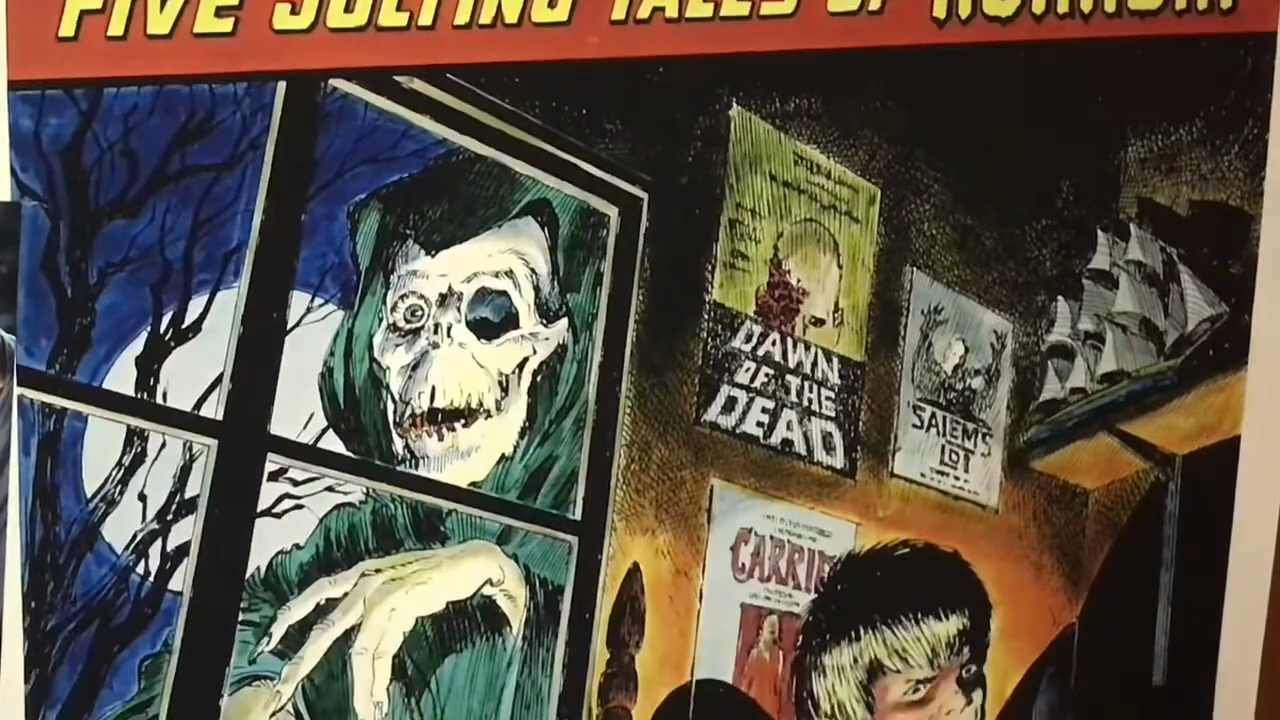 FIVE JOLTING TALES OF HORROR!
DAWN
OF THE
DEAD
'SALEM'S
LOT
CARRIE